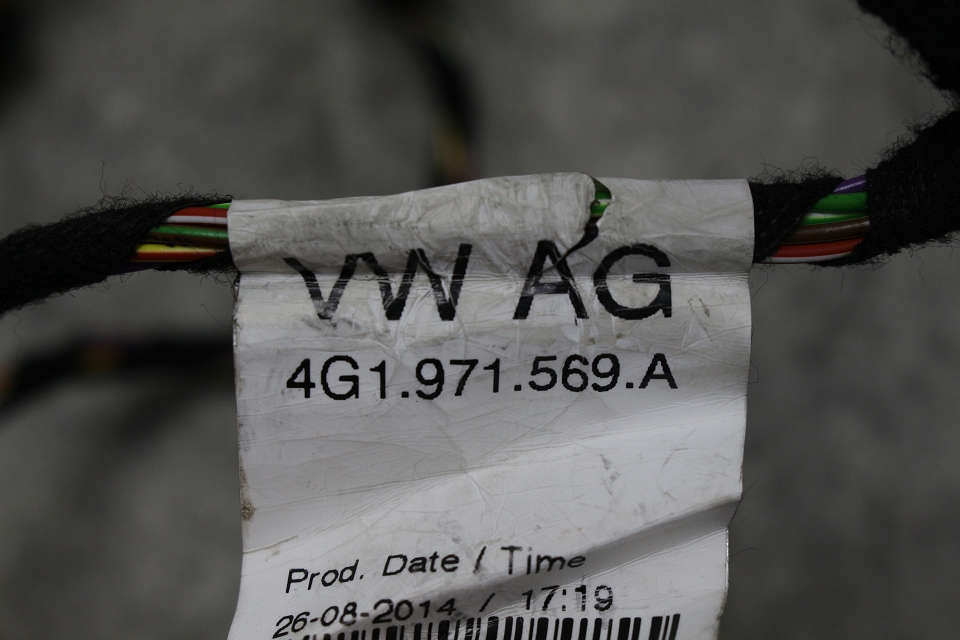 VW AG
4G1.971.569.A
Prod. Date / Time
26-08-2014 / 17:19